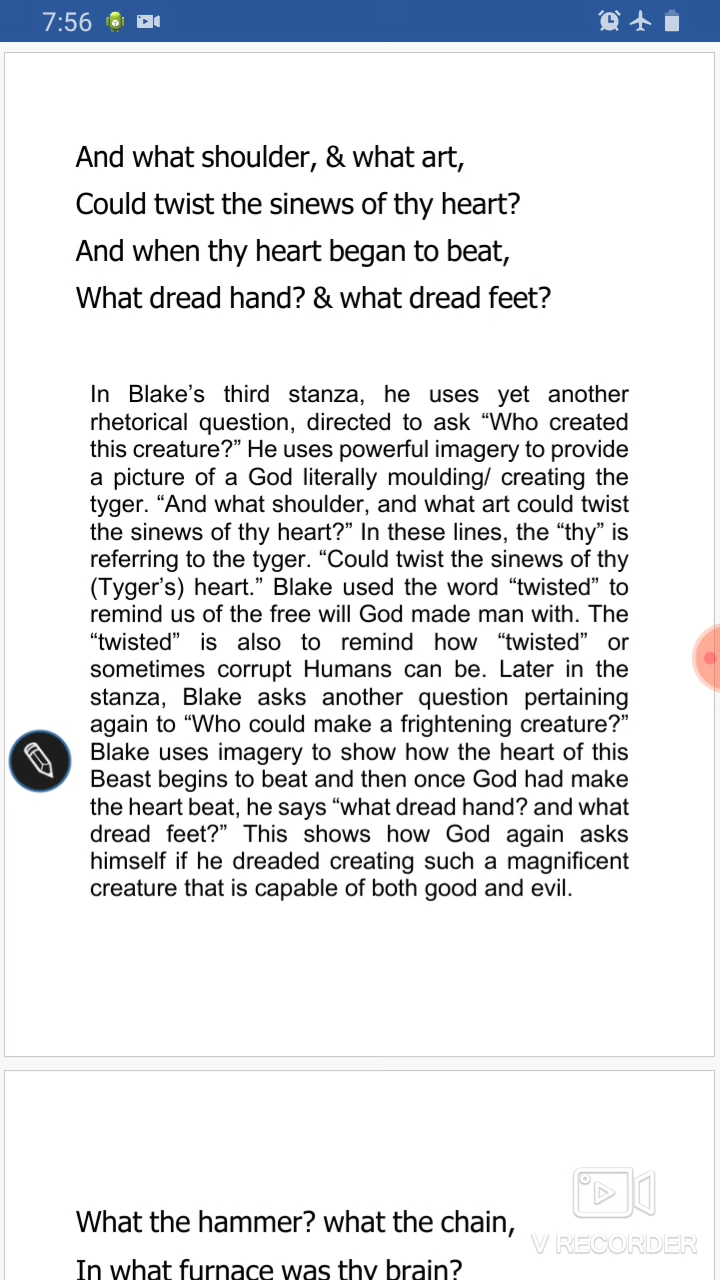 7:56
And what shoulder, & what art,
Could twist the sinews of thy heart?
And when thy heart began to beat,
What dread hand? & what dread feet?
In Blake’s third stanza, he uses yet another
rhetorical question, directed to ask “Who created
this creature?” He uses powerful imagery to provide
a picture of a God literally moulding/ creating the
tyger. “And what shoulder, and what art could twist
the sinews of thy heart?” In these lines, the “thy” is
referring to the tyger. “Could twist the sinews of thy
(Tyger’s) heart.” Blake used the word “twisted” to
remind us of the free will God made man with. The
“twisted” is also to remind how “twisted” or
sometimes corrupt Humans can be. Later in the
stanza, Blake asks another question pertaining
again to “Who could make a frightening creature?”
Blake uses imagery to show how the heart of this
Beast begins to beat and then once God had make
the heart beat, he says “what dread hand? and what
dread feet?” This shows how God again asks
himself if he dreaded creating such a magnificent
creature that is capable of both good and evil.
What the hammer? what the chain,
V RECORDER
In what furnace was thy brain?